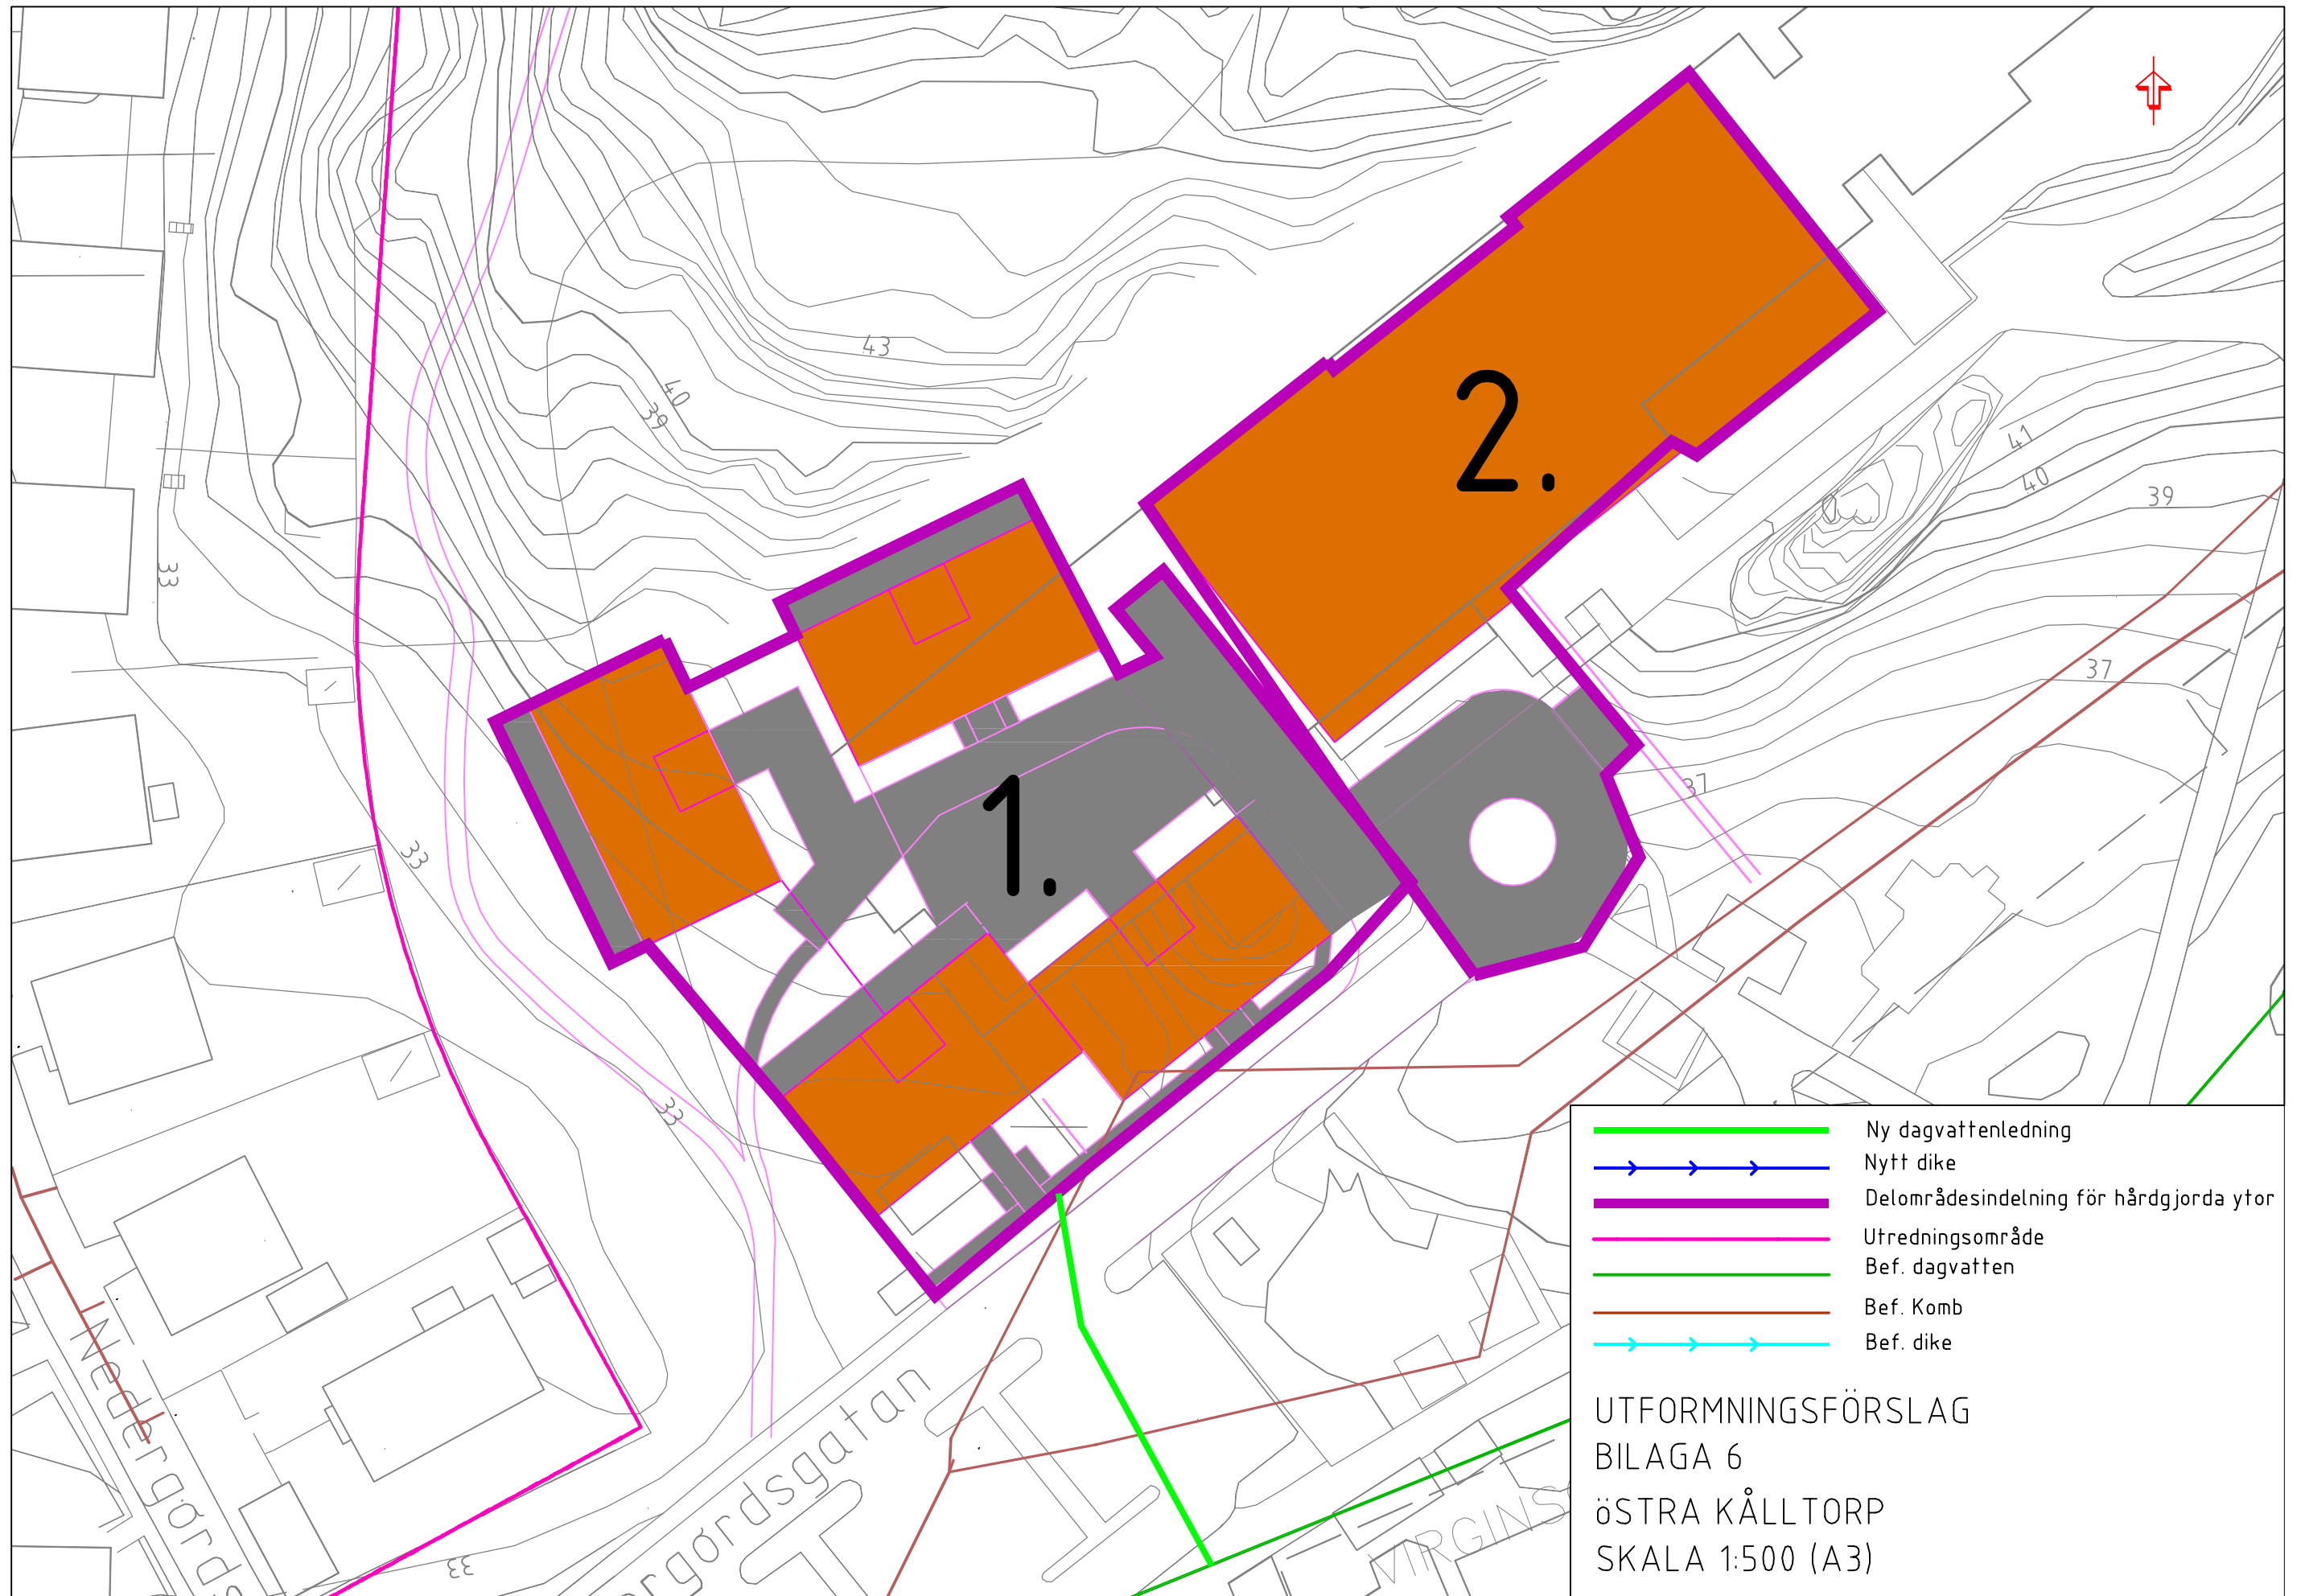 43
40
39
2.
41
40
39
33
37
37
1.
33
33
Ny dagvattenledning
Nytt dike
Delområdesindelning för hårdgjorda ytor
Utredningsområde
Bef. dagvatten
Bef. Komb
Bef. dike
UTFORMNINGSFÖRSLAG
BILAGA 6
öSTRA KÅLLTORP
SKALA 1:500 (A3)
33